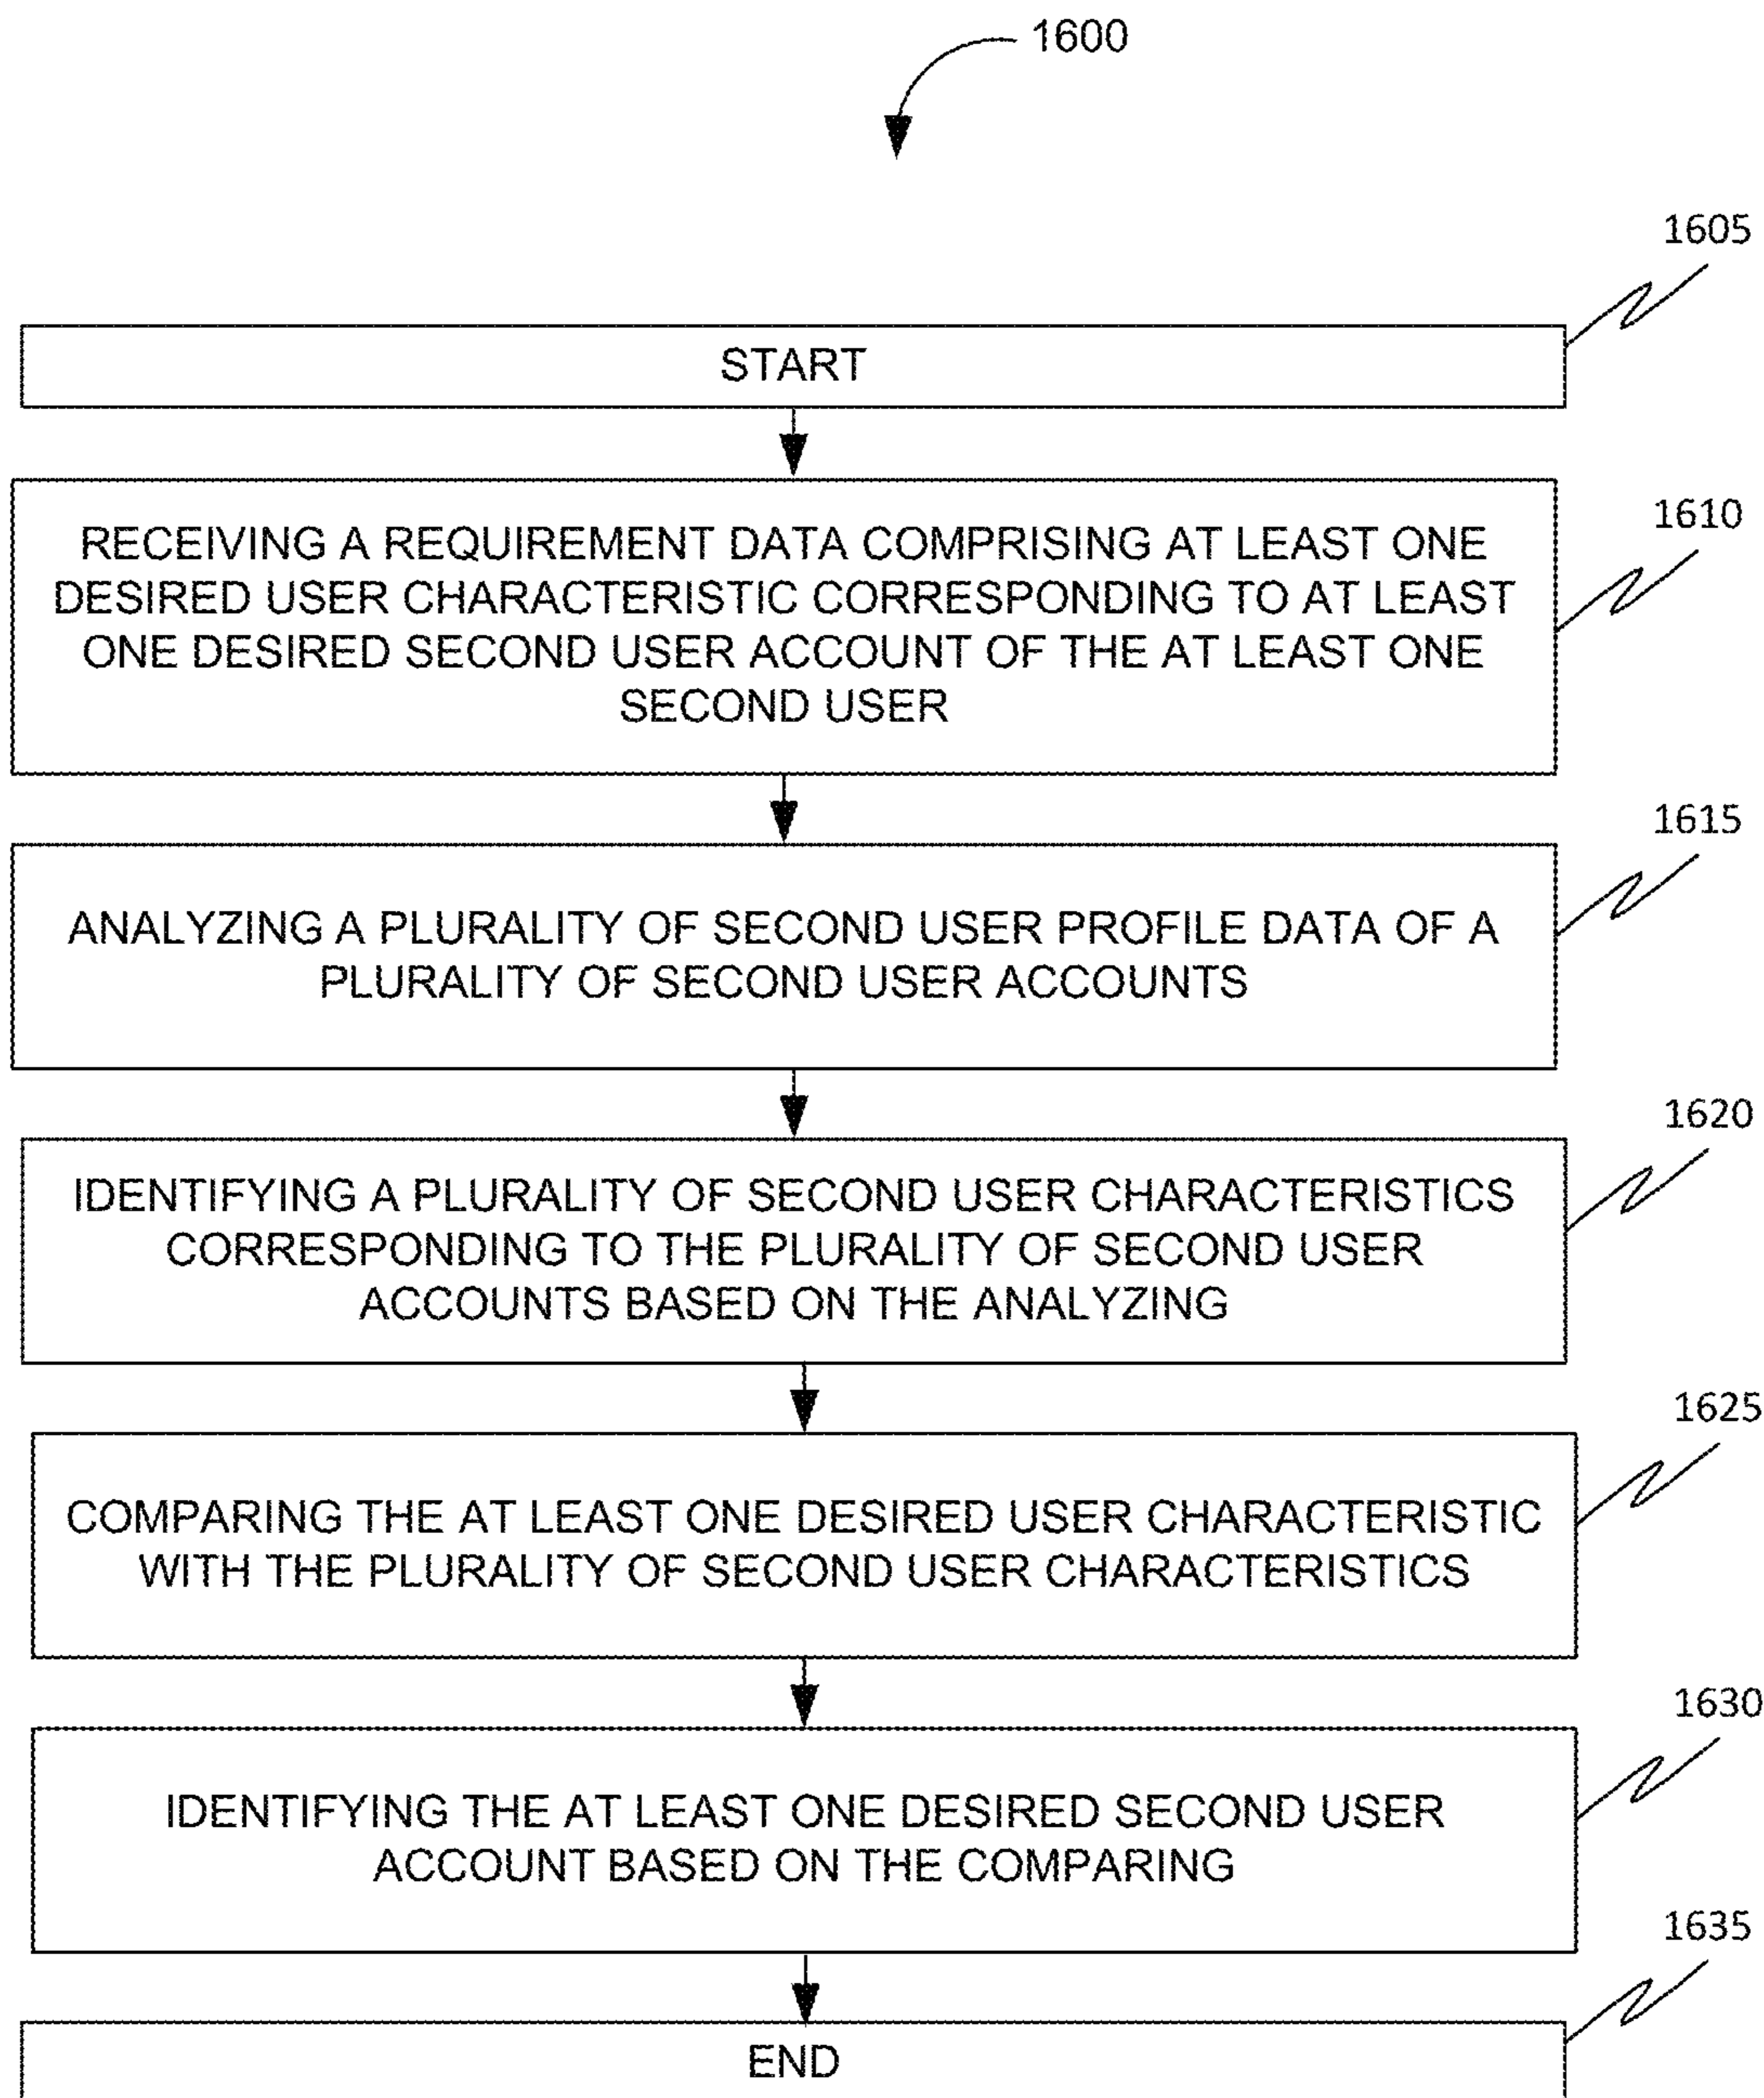 1600
1605
START
1610
RECEIVING A REQUIREMENT DATA COMPRISING AT LEAST ONE
DESIRED USER CHARACTERISTIC CORRESPONDING TO AT LEAST
ONE DESIRED SECOND USER ACCOUNT OF THE AT LEAST ONE
SECOND USER
1615
ANALYZING A PLURALITY OF SECOND USER PROFILE DATA OF A
PLURALITY OF SECOND USER ACCOUNTS
1620
IDENTIFYING A PLURALITY OF SECOND USER CHARACTERISTICS
CORRESPONDING TO THE PLURALITY OF SECOND USER
ACCOUNTS BASED ON THE ANALYZING
1625
COMPARING THE AT LEAST ONE DESIRED USER CHARACTERISTIC
WITH THE PLURALITY OF SECOND USER CHARACTERISTICS
1630
IDENTIFYING THE AT LEAST ONE DESIRED SECOND USER
ACCOUNT BASED ON THE COMPARING
1635
END